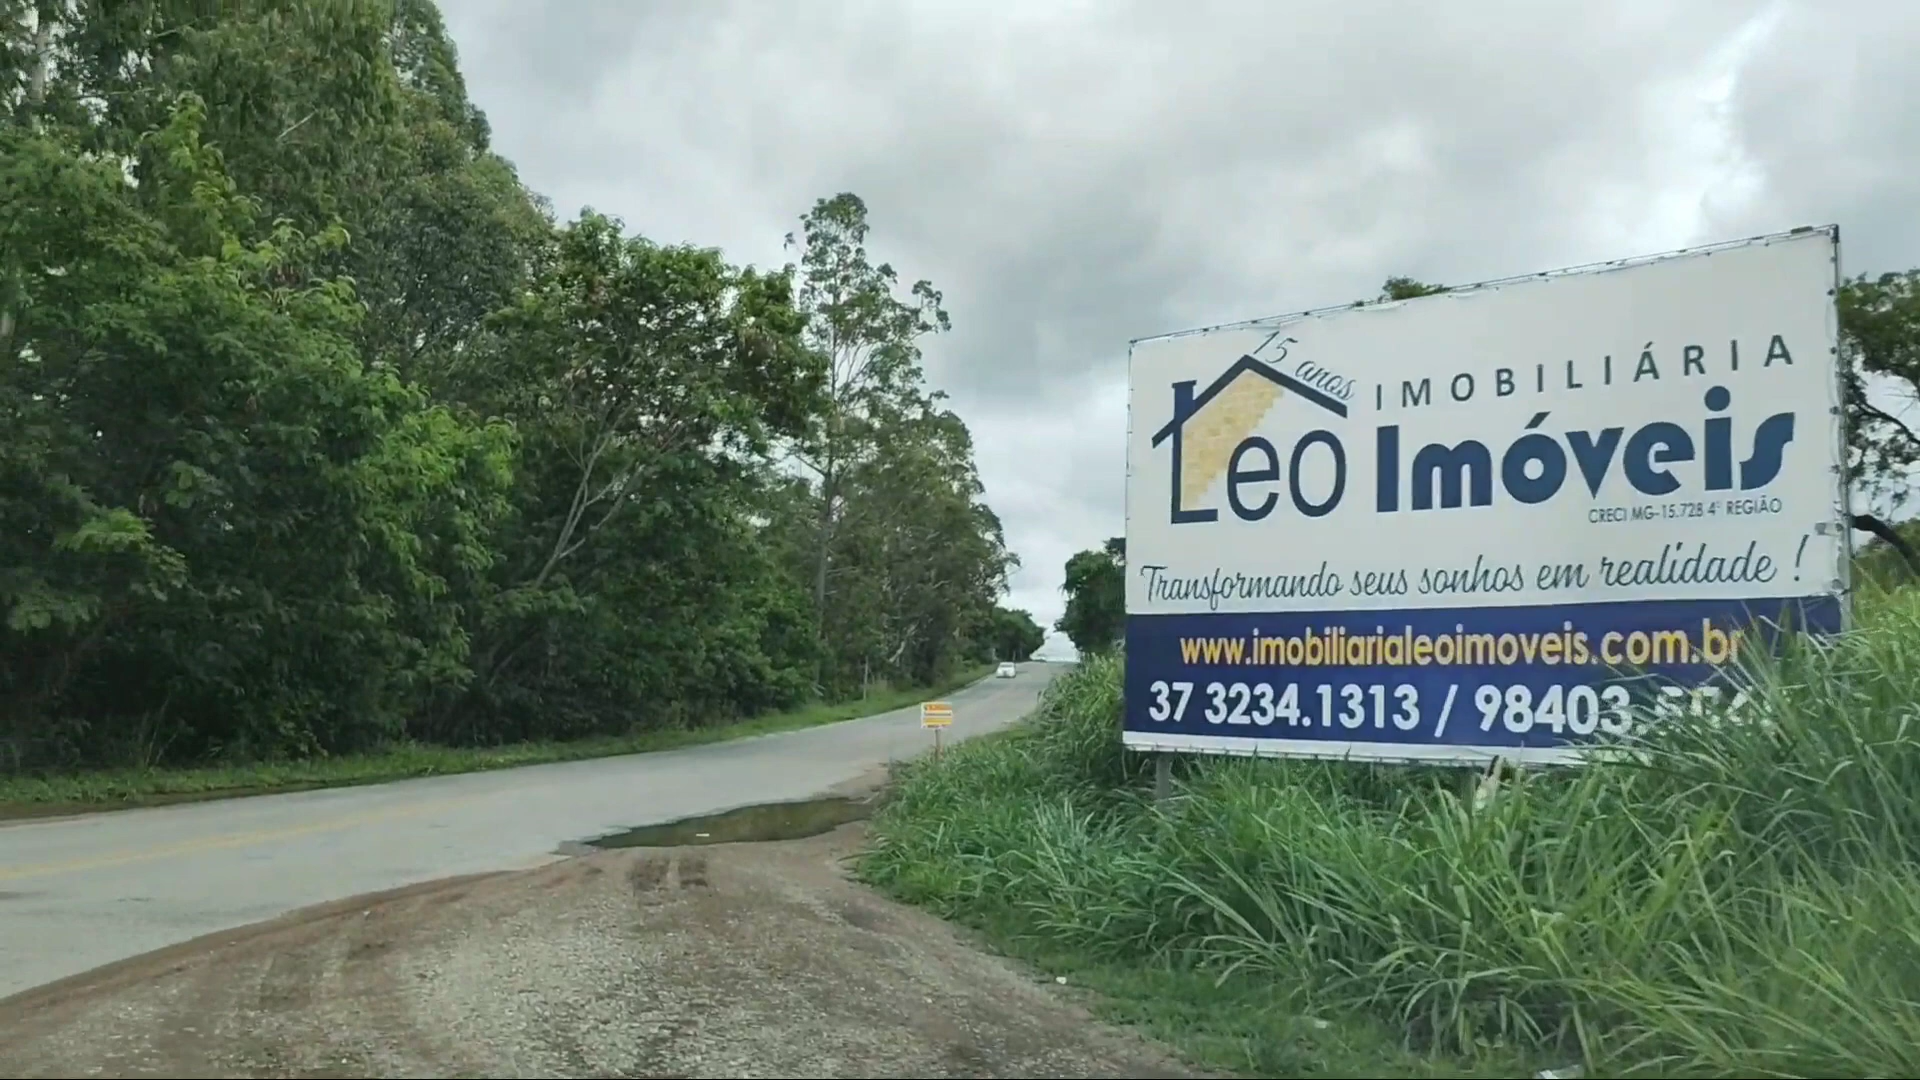 15 anos
IMOBILIÁRIA
Leo Imóveis
CRECI MG-15.728 4ª REGIÃO
Transformando seus sonhos em realidade !
www.imobiliarialeoimoveis.com.br
37 3234.1313 / 98403.